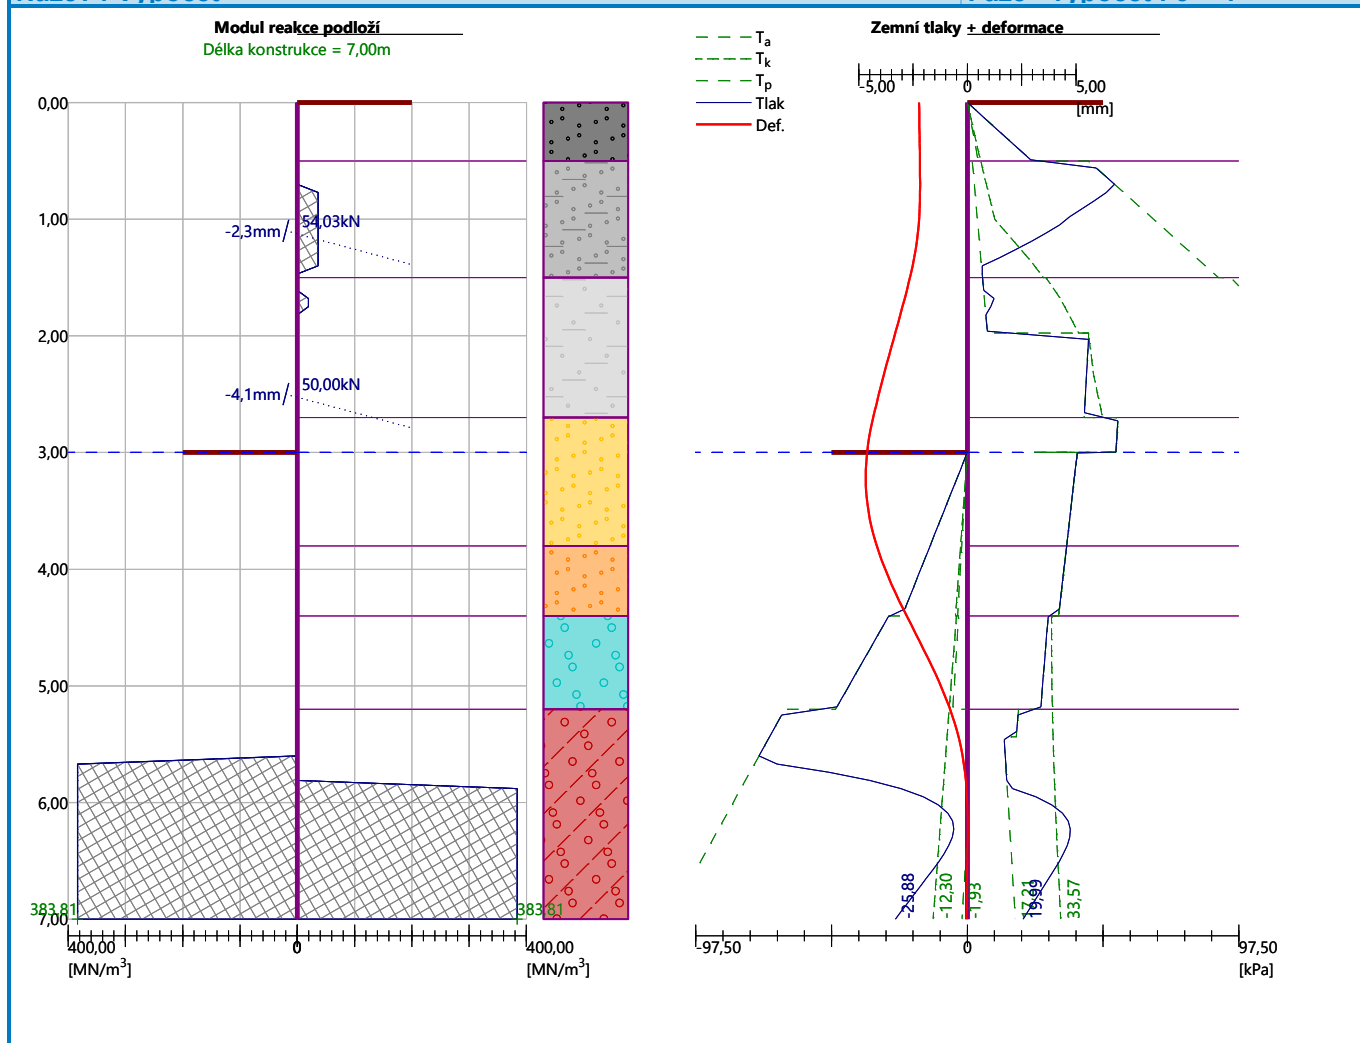 Modul reakce podloží
Délka konstrukce = 7,00m
0,00
1,00
2,00
3,00
4,00
5,00
6,00
7,00
-2,3mm
54,03kN
-4,1mm
50,00kN
383,81
383,81
400,00
0
400,00
[MN/m³]
[MN/m³]
Ta
Tk
Tp
Tlak
Def.
Zemní tlaky + deformace
-5,00
0
5,00
[mm]
-25,88
-12,30
-1,93
19,99
33,57
-97,50
0
97,50
[kPa]